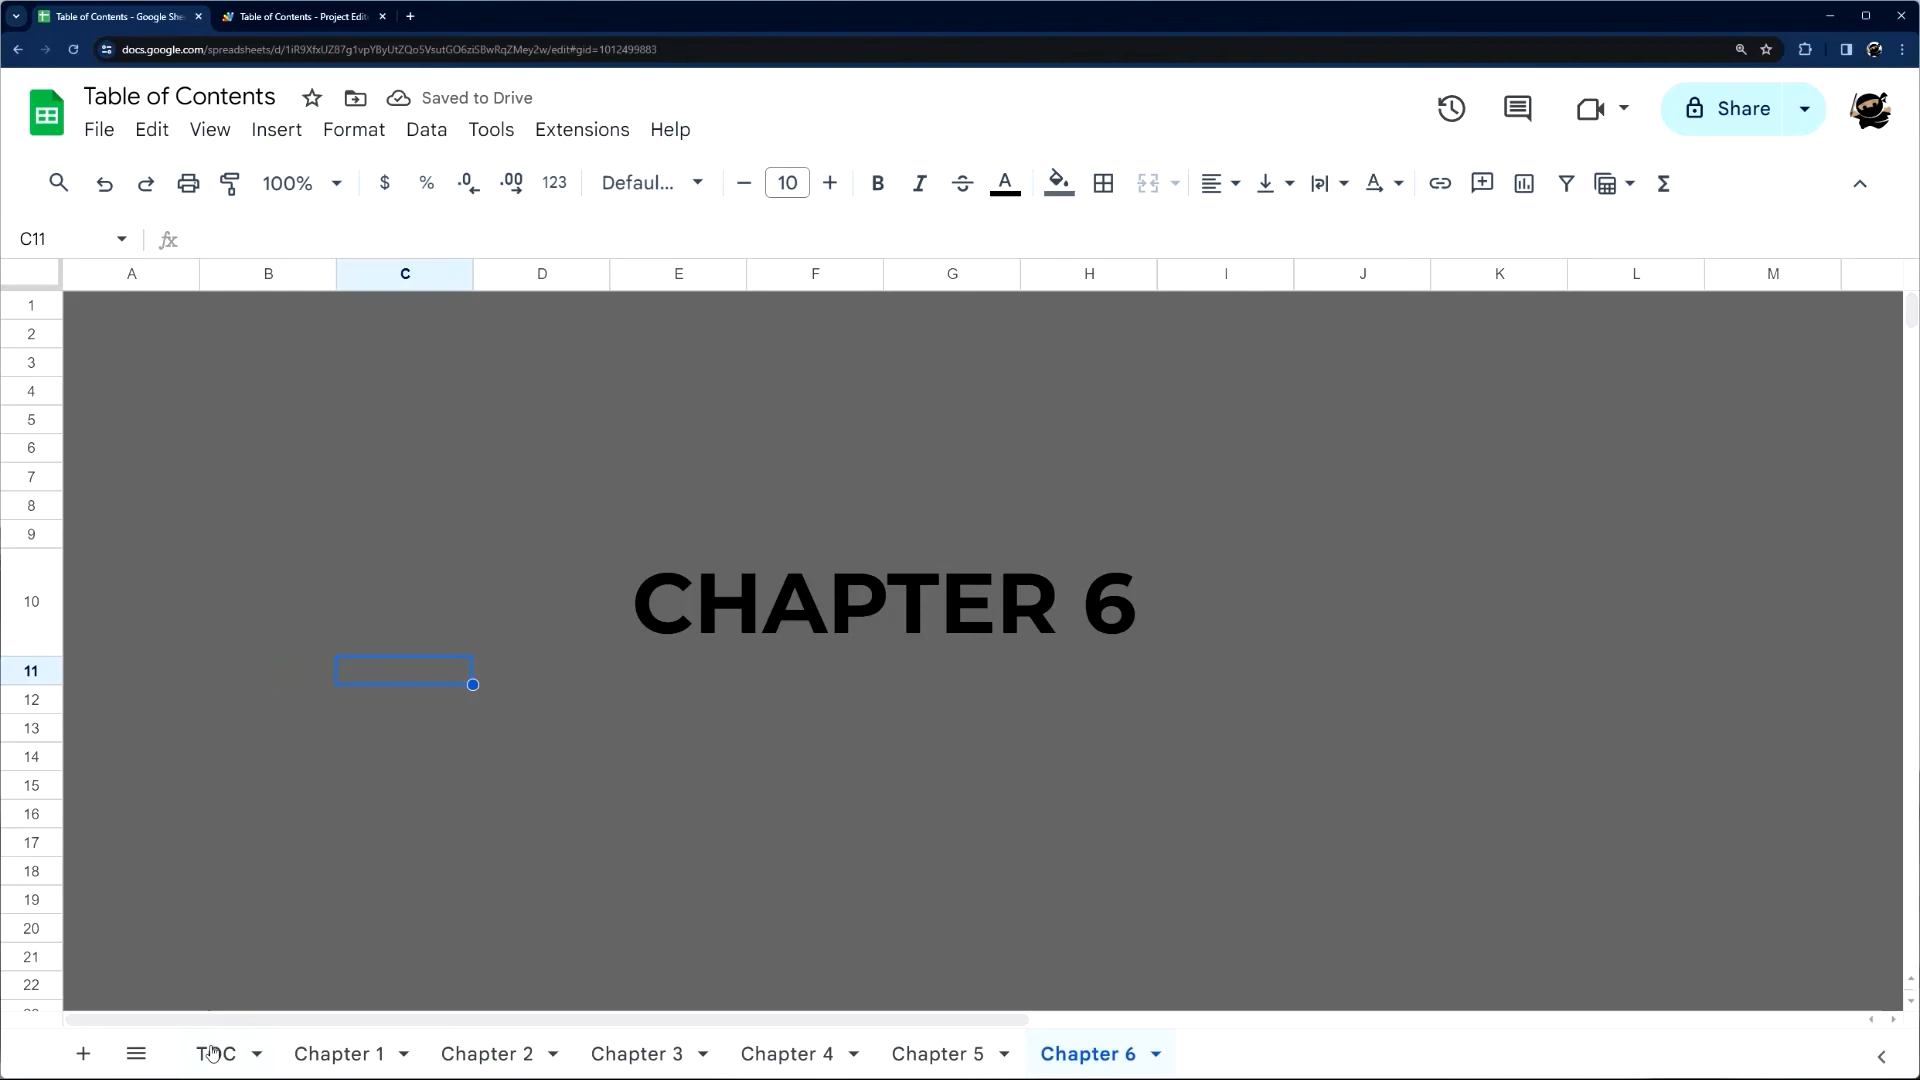 Table of Contents - Google She
Table of Contents - Project Edit
docs.google.com/spreadsheets/d/1iR9XfxUZ87g1vpYByUtZQo5VsutGO6ziSBwRqZMey2w/edit#gid=1012499883
Table of Contents
Saved to Drive
Share
File Edit View Insert Format Data Tools Extensions Help
100% $ % .0 .00 123 Defaul... 10 B I A Σ
C11
fx
A B C D E F G H I J K L M
1
2
3
4
5
6
7
8
9
10
CHAPTER 6
11
12
13
14
15
16
17
18
19
20
21
22
TOC Chapter 1 Chapter 2 Chapter 3 Chapter 4 Chapter 5 Chapter 6